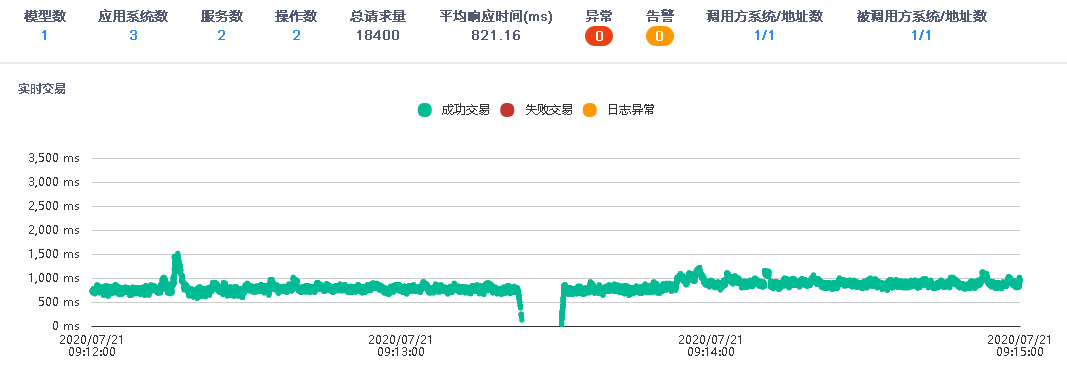 模型数 应用系统数 服务数 操作数 总请求量 平均响应时间(ms) 异常 告警 调用方系统/地址数 被调用方系统/地址数
1 3 2 2 18400 821.16 0 0 1/1 1/1
实时交易
成功交易 失败交易 日志异常
3,500 ms
3,000 ms
2,500 ms
2,000 ms
1,500 ms
1,000 ms
500 ms
0 ms
2020/07/21 2020/07/21 2020/07/21 2020/07/21
09:12:00 09:13:00 09:14:00 09:15:00